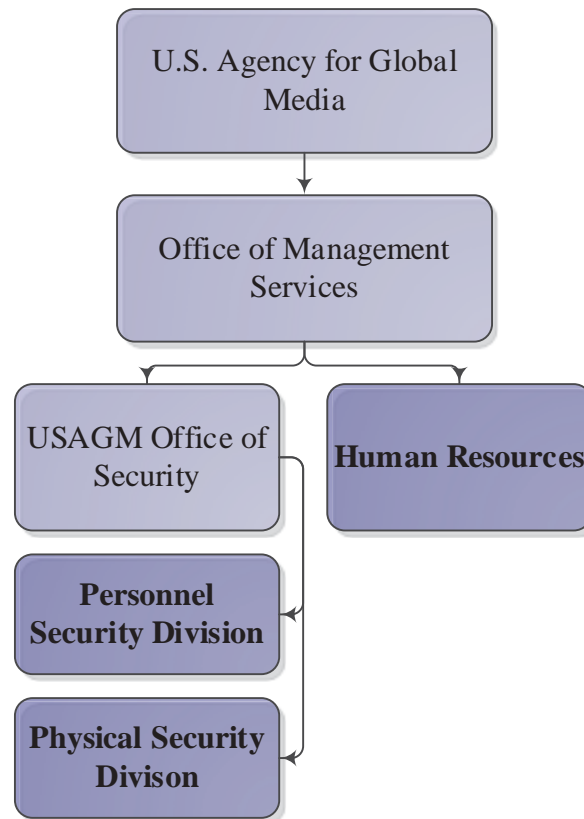 U.S. Agency for Global
Media
Office of Management
Services
USAGM Office of
Security
Human Resources
Personnel
Security Division
Physical Security
Divison